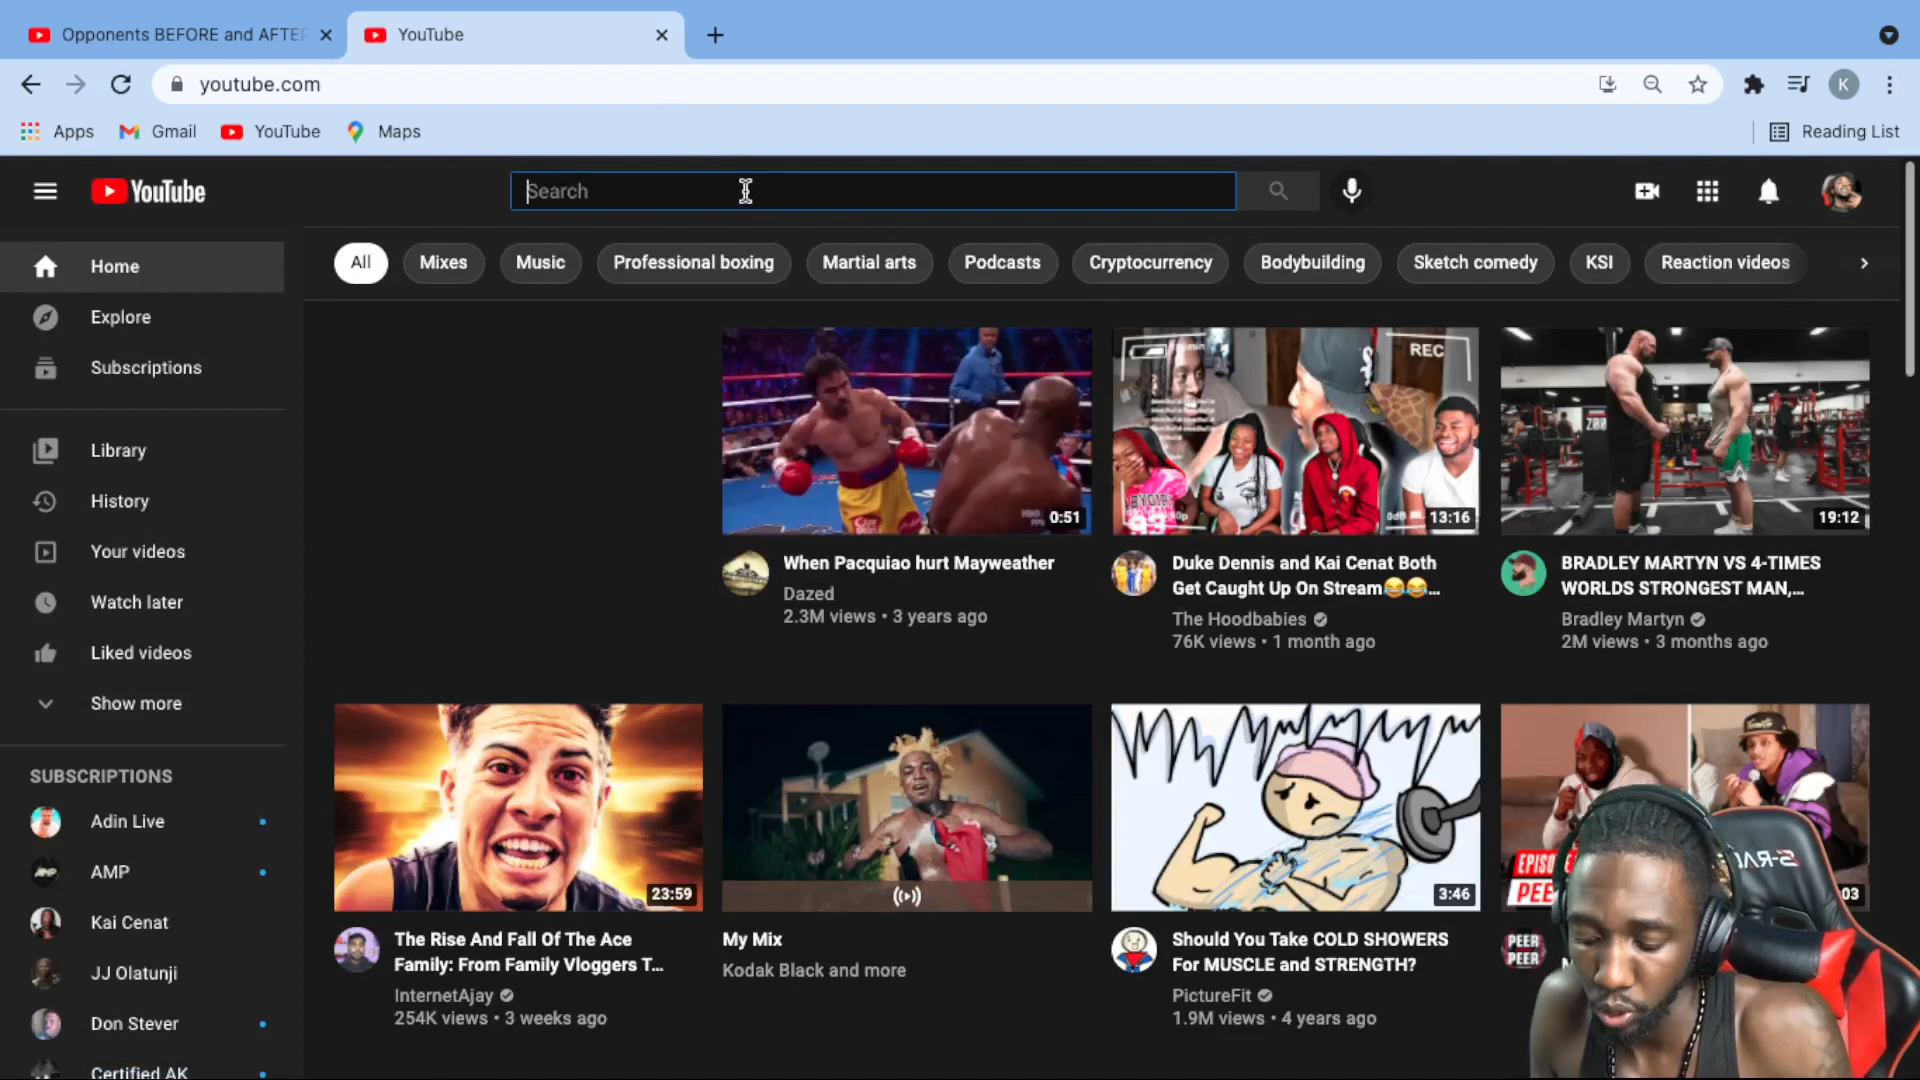 Opponents BEFORE and AFTE
YouTube
youtube.com
K
Apps
Gmail
YouTube
Maps
Reading List
YouTube
Search
All
Mixes
Music
Professional boxing
Martial arts
Podcasts
Cryptocurrency
Bodybuilding
Sketch comedy
KSI
Reaction videos
Home
Explore
Subscriptions
Library
History
Your videos
Watch later
Liked videos
Show more
SUBSCRIPTIONS
Adin Live
AMP
Kai Cenat
JJ Olatunji
Don Stever
Certified AK
0:51
When Pacquiao hurt Mayweather
Dazed
2.3M views • 3 years ago
REC
13:16
Duke Dennis and Kai Cenat Both
Get Caught Up On Stream😂😂...
The Hoodbabies
76K views • 1 month ago
19:12
BRADLEY MARTYN VS 4-TIMES
WORLDS STRONGEST MAN,...
Bradley Martyn
2M views • 3 months ago
23:59
The Rise And Fall Of The Ace
Family: From Family Vloggers T...
InternetAjay
254K views • 3 weeks ago
My Mix
Kodak Black and more
3:46
Should You Take COLD SHOWERS
For MUSCLE and STRENGTH?
PictureFit
1.9M views • 4 years ago
03
PEER
PEER